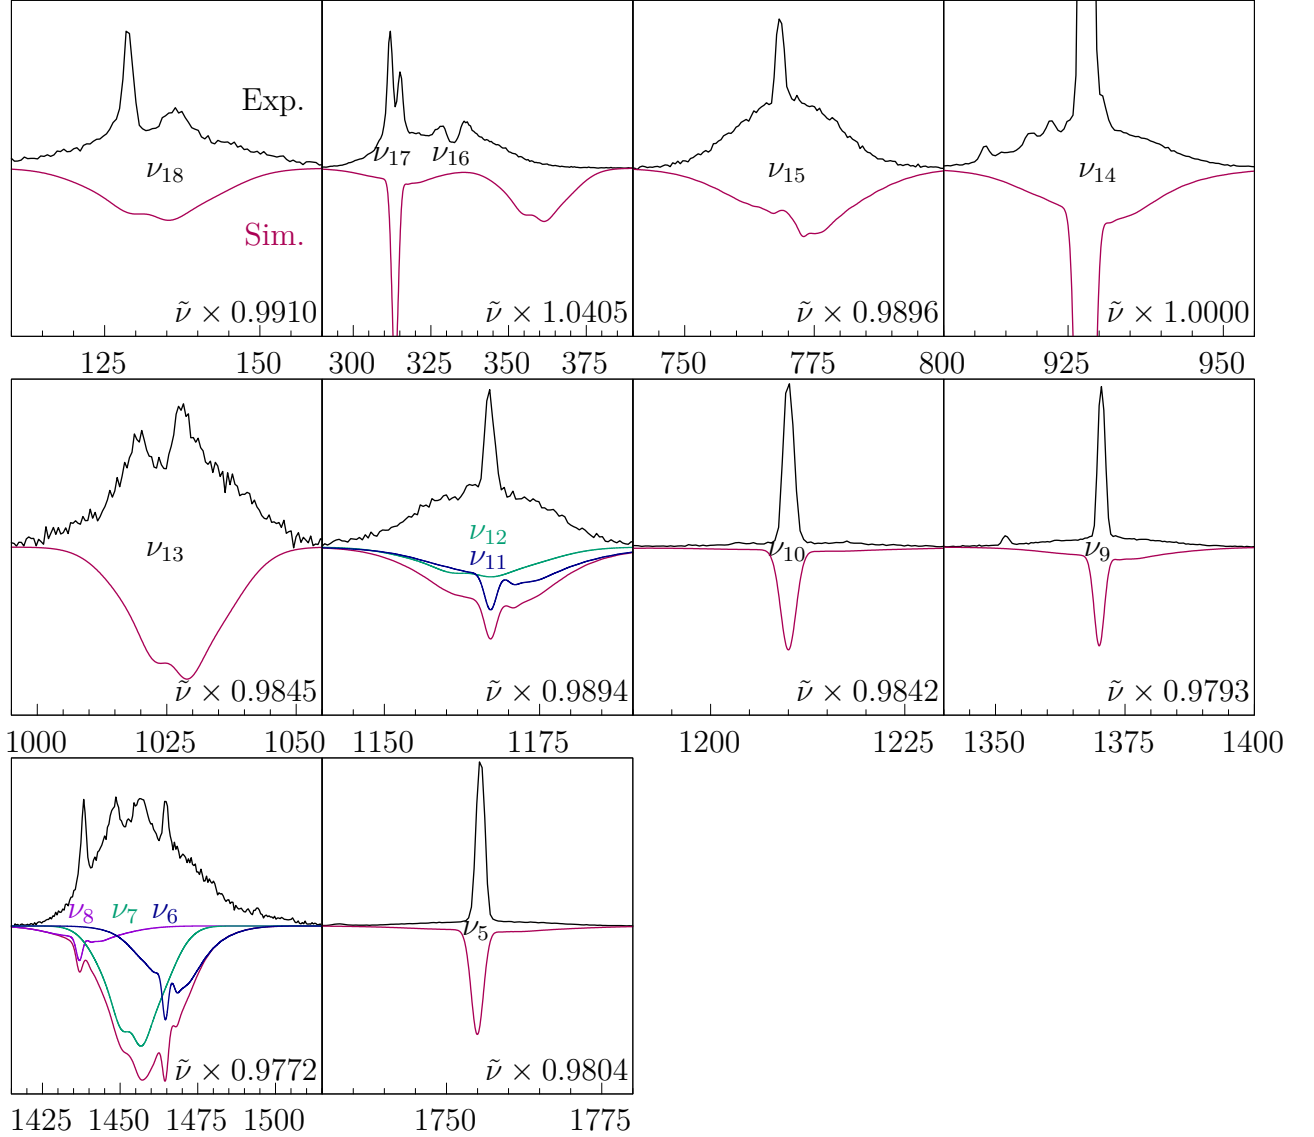 Exp.
ν17 ν16
ν18 ν15 ν14
Sim.
ν̃ × 0.9910 ν̃ × 1.0405 ν̃ × 0.9896 ν̃ × 1.0000
125 150 300 325 350 375 750 775 800 925 950
ν12
ν13 ν11 ν10 ν9
ν̃ × 0.9845 ν̃ × 0.9894 ν̃ × 0.9842 ν̃ × 0.9793
1000 1025 1050 1150 1175 1200 1225 1350 1375 1400
ν8 ν7 ν6 ν5
ν̃ × 0.9772 ν̃ × 0.9804
1425 1450 1475 1500 1750 1775